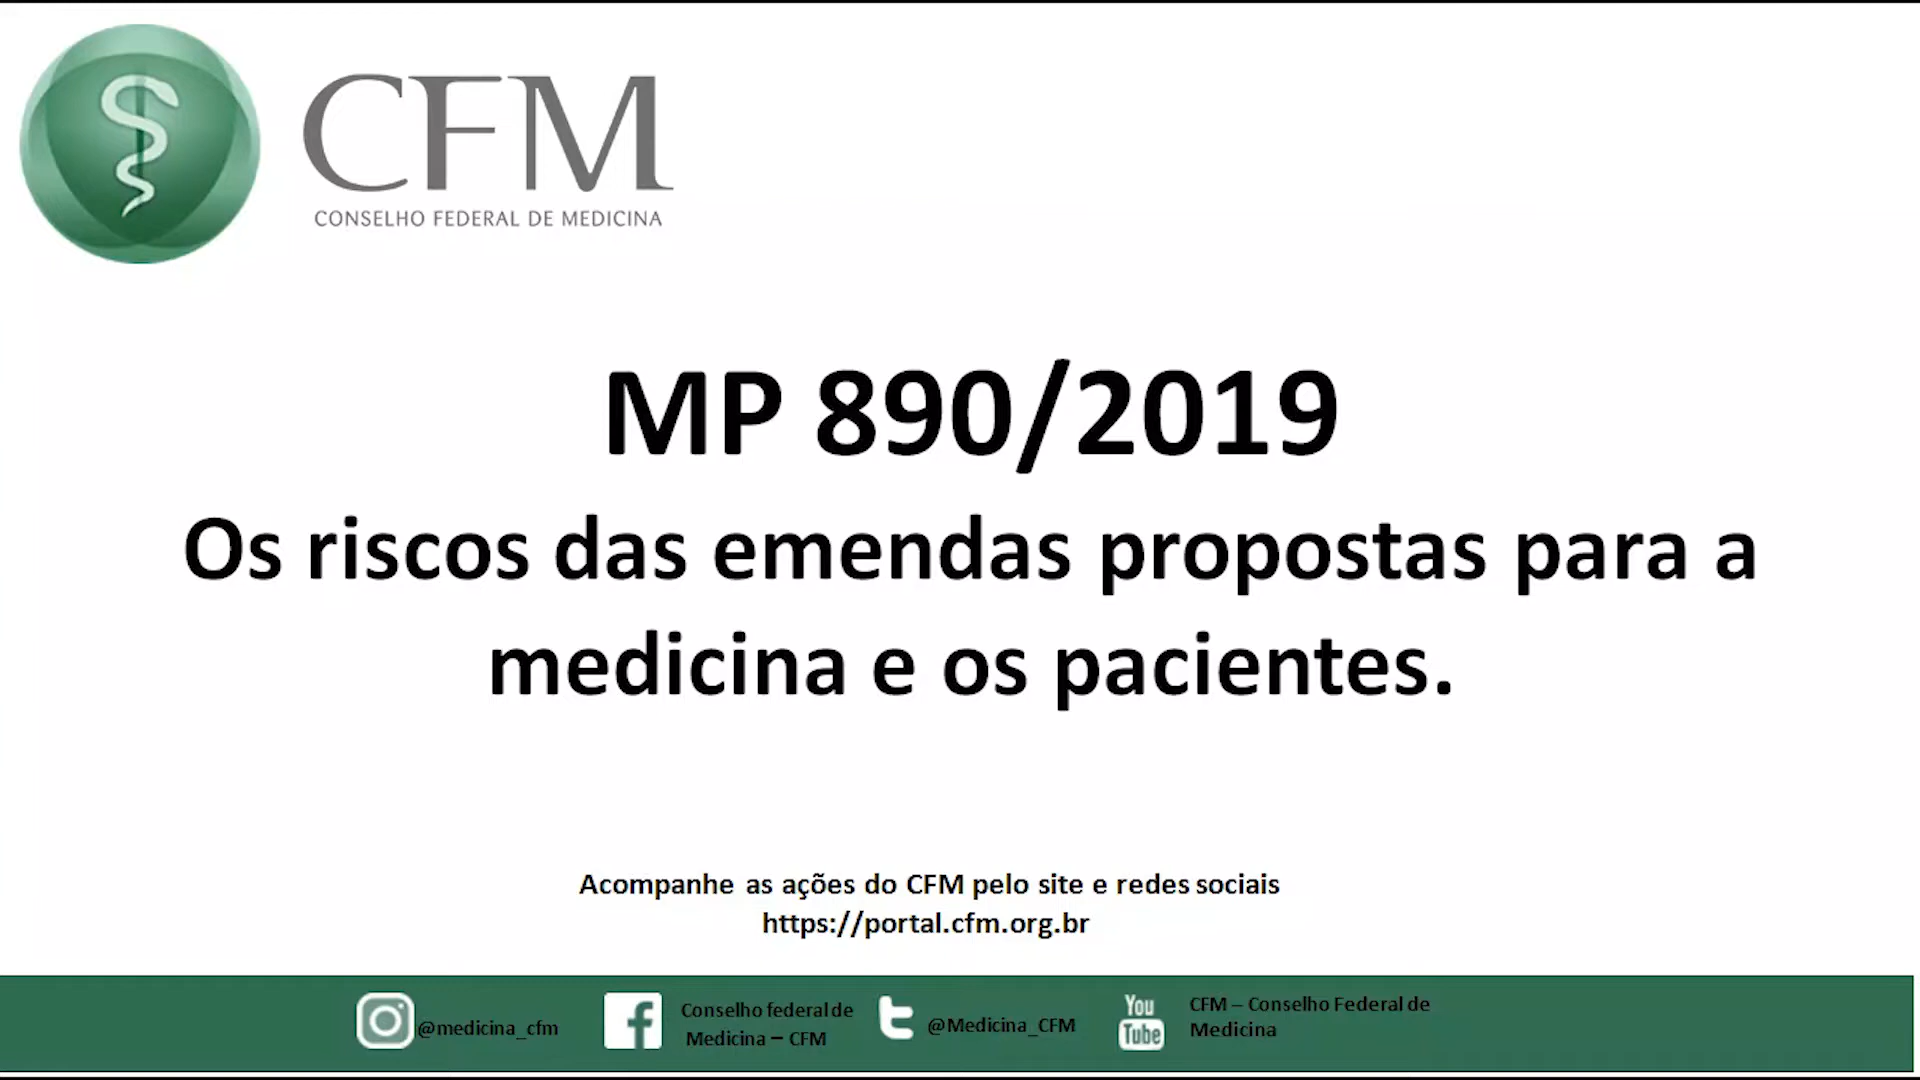 CFM
CONSELHO FEDERAL DE MEDICINA
MP 890/2019
Os riscos das emendas propostas para a
medicina e os pacientes.
Acompanhe as ações do CFM pelo site e redes sociais
https://portal.cfm.org.br
@medicina_cfm
Conselho federal de
Medicina – CFM
@Medicina_CFM
You
Tube
CFM – Conselho Federal de
Medicina